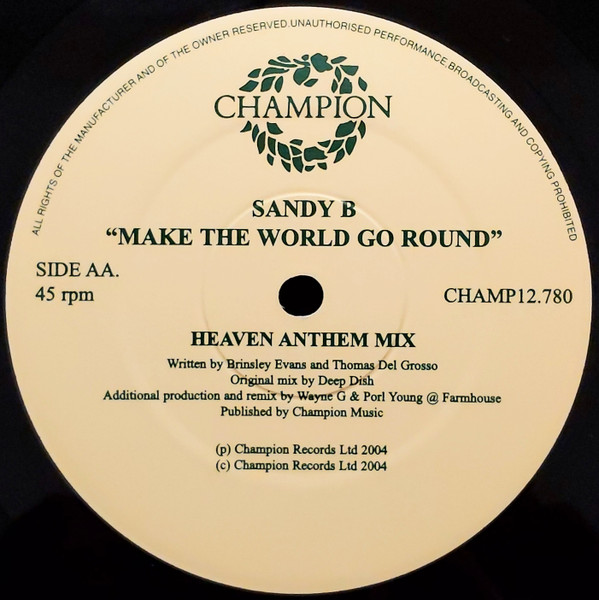 ALL RIGHTS OF THE MANUFACTURER AND OF THE OWNER RESERVED.UNAUTHORISED PERFORMANCE.BROADCASTING AND COPYING PROHIBITED
CHAMPION
SANDY B
“MAKE THE WORLD GO ROUND”
SIDE AA.
45 rpm
CHAMP12.780
HEAVEN ANTHEM MIX
Written by Brinsley Evans and Thomas Del Grosso
Original mix by Deep Dish
Additional production and remix by Wayne G & Porl Young @ Farmhouse
Published by Champion Music
(p) Champion Records Ltd 2004
(c) Champion Records Ltd 2004